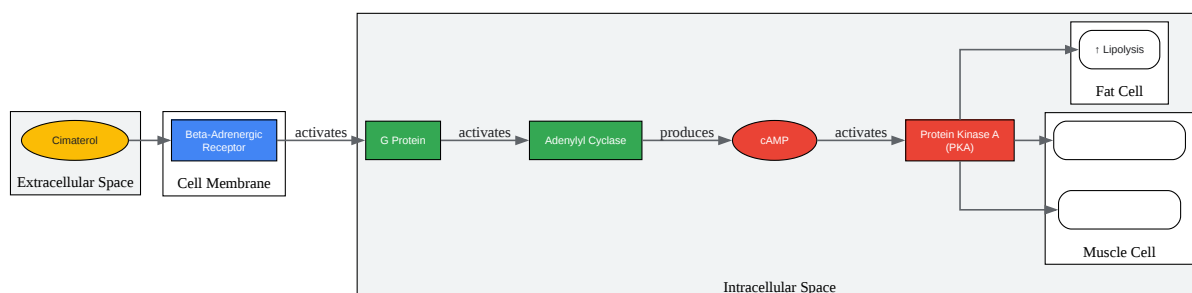 Cimaterol
Extracellular Space
Beta-Adrenergic
Receptor
Cell Membrane
activates
G Protein
activates
Adenylyl Cyclase
produces
cAMP
activates
Protein Kinase A
(PKA)
↑ Lipolysis
Fat Cell
Muscle Cell
Intracellular Space